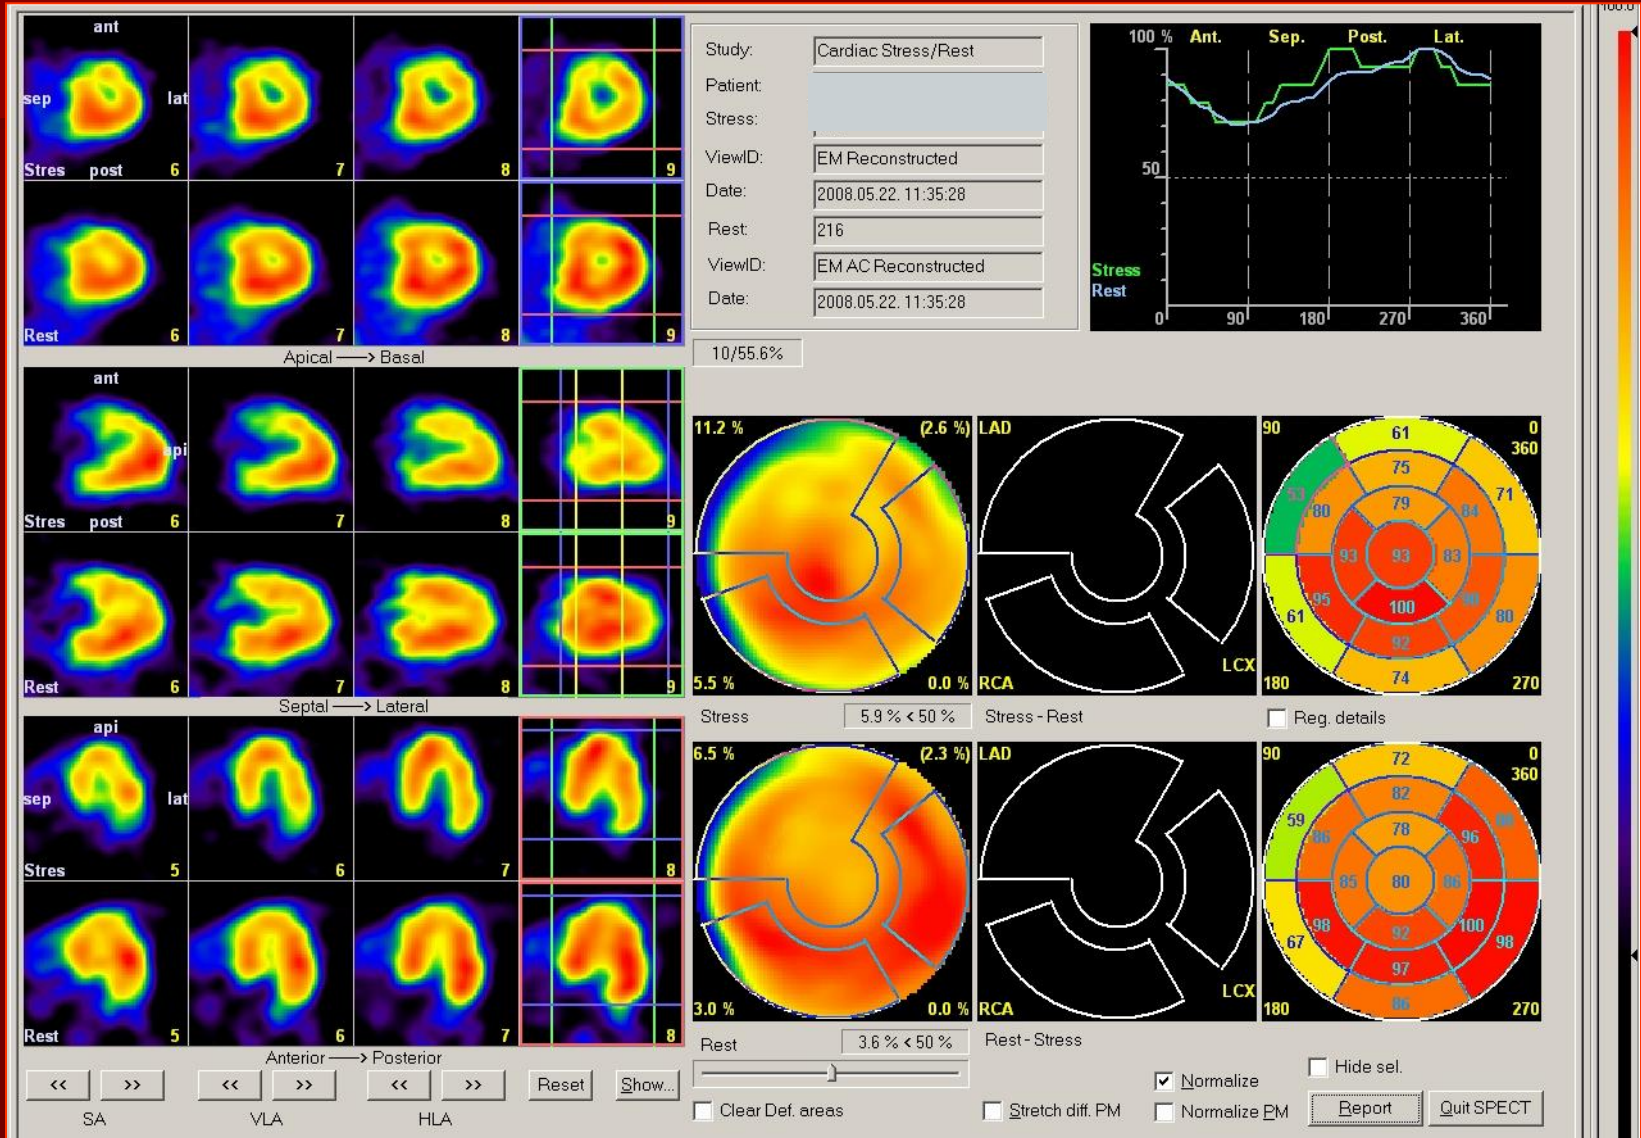 100.0
ant
sep
lat
Stres post 6
7
8
9
Rest 6
7
8
9
Apical ----> Basal
ant
api
Stres post 6
7
8
9
Rest 6
7
8
9
Septal ----> Lateral
api
sep
lat
Stres 5
6
7
8
Rest 5
6
7
8
Anterior ----> Posterior
<< >> << >> << >> Reset Show...
SA VLA HLA
Study: Cardiac Stress/Rest
Patient:
Stress:
ViewID: EM Reconstructed
Date: 2008.05.22. 11:35:28
Rest: 216
ViewID: EM AC Reconstructed
Date: 2008.05.22. 11:35:28
10/55.6%
100 % Ant. Sep. Post. Lat.
50
Stress
Rest
0 90 180 270 360
11.2 % (2.6 %)
5.5 % 0.0 %
Stress 5.9 % < 50 %
LAD
LCX
RCA
Stress - Rest
90 0
360
61
75
53 80 79 84 71
93 93 83
61 95 100 90 80
92
74
180 270
Reg. details
6.5 % (2.3 %)
3.0 % 0.0 %
Rest 3.6 % < 50 %
LAD
LCX
RCA
Rest - Stress
90 0
360
72
82
59 86 78 96
85 80 86
67 98 92 100 98
97
86
180 270
Clear Def. areas
Stretch diff. PM
Normalize
Normalize PM
Hide sel.
Report
Quit SPECT